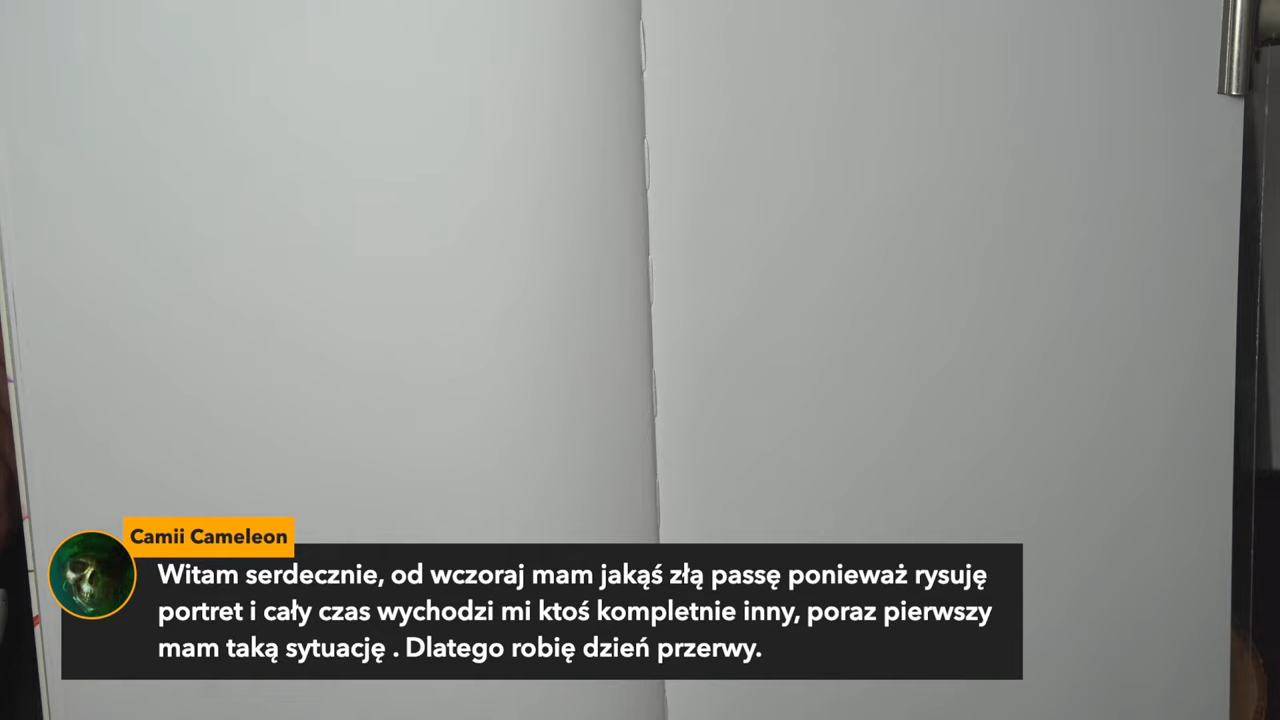 Camii Cameleon
Witam serdecznie, od wczoraj mam jakąś złą passę ponieważ rysuję
portret i cały czas wychodzi mi ktoś kompletnie inny, poraz pierwszy
mam taką sytuację . Dlatego robię dzień przerwy.